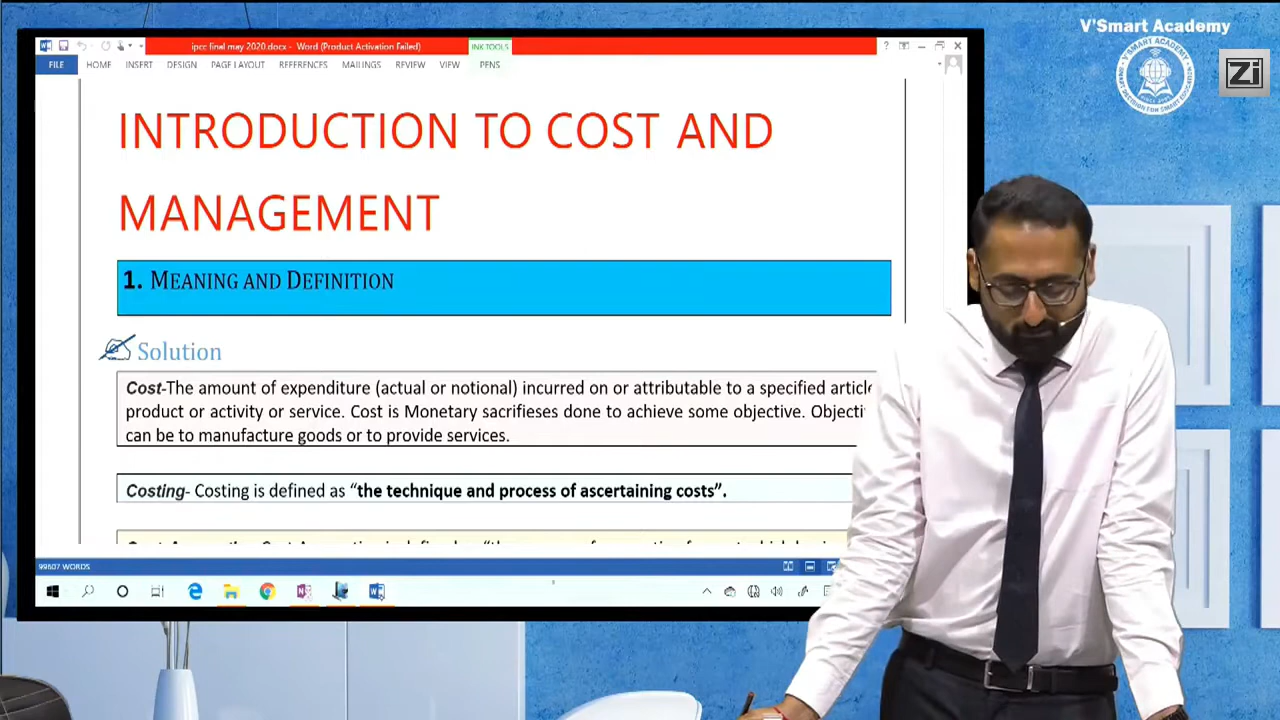 V'Smart Academy
Zi
ipcc final may 2020.docx - Word (Product Activation Failed)
INK TOOLS
FILE HOME INSERT DESIGN PAGE LAYOUT REFERENCES MAILINGS REVIEW VIEW PENS
INTRODUCTION TO COST AND
MANAGEMENT
1. MEANING AND DEFINITION
Solution
Cost-The amount of expenditure (actual or notional) incurred on or attributable to a specified article
product or activity or service. Cost is Monetary sacrifieses done to achieve some objective. Objecti
can be to manufacture goods or to provide services.
Costing- Costing is defined as “the technique and process of ascertaining costs”.
99607 WORDS